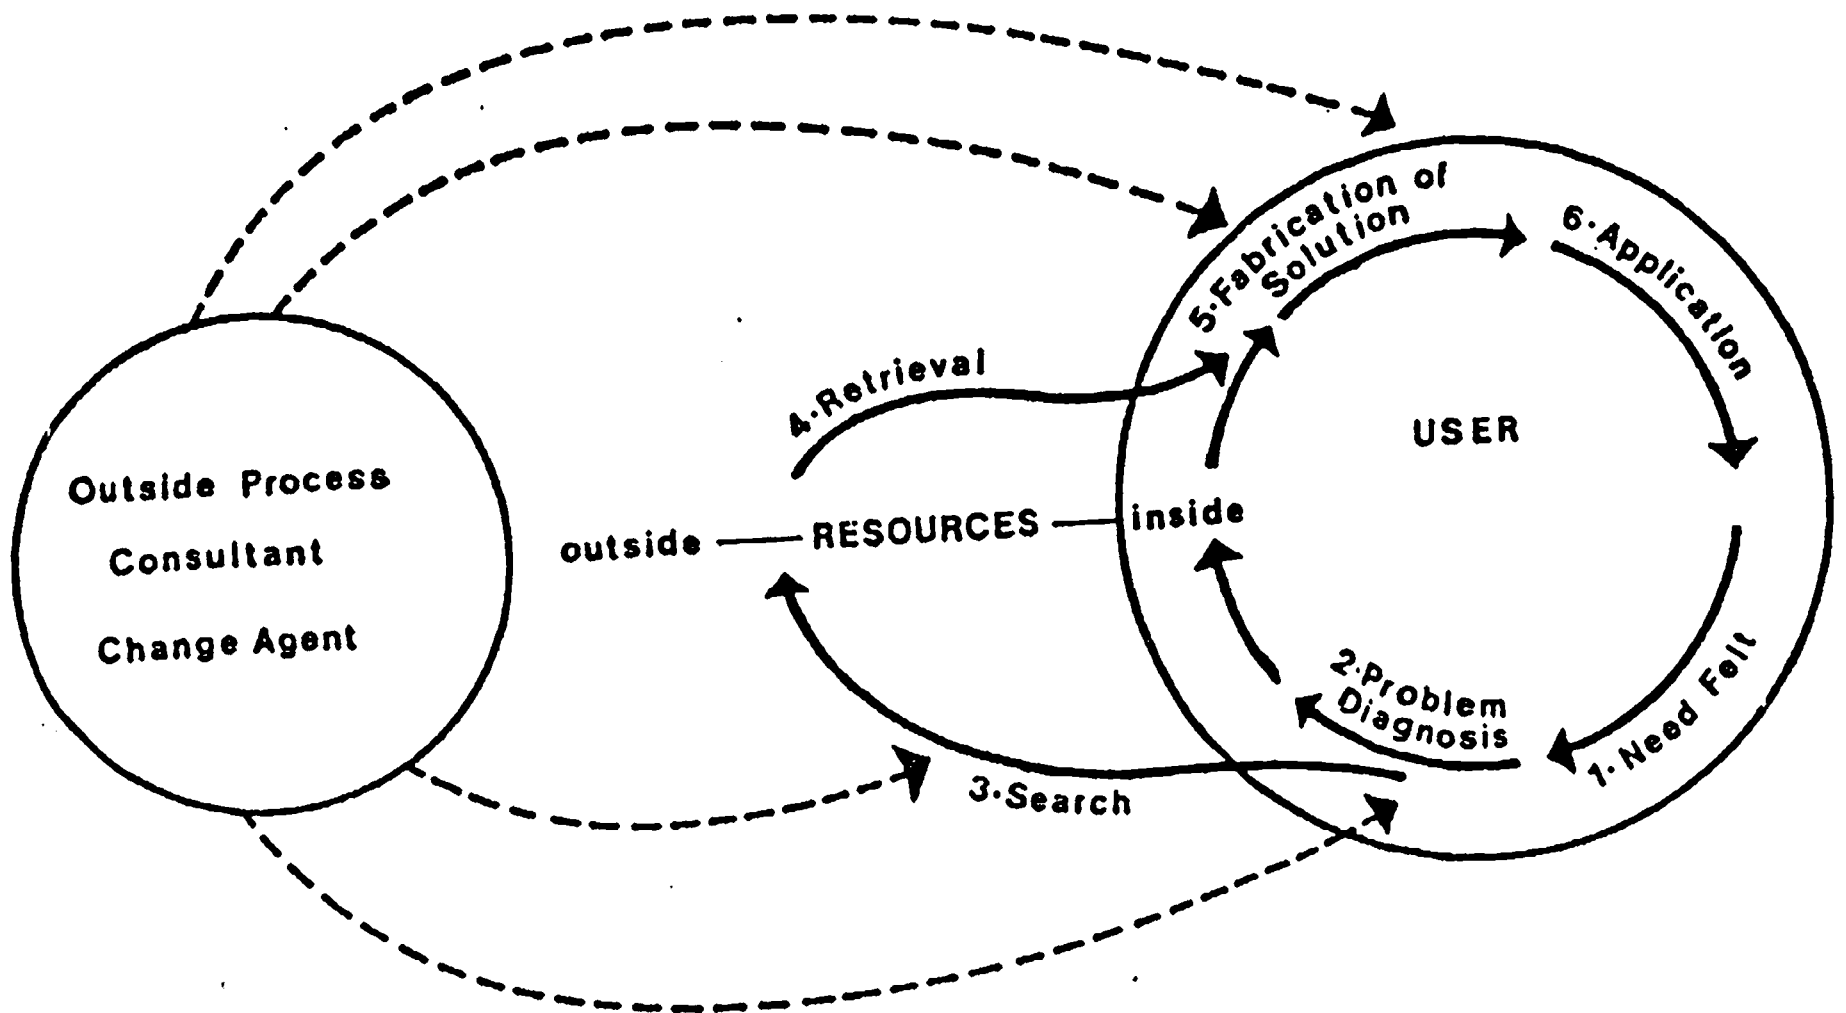 5.Fabrication of
Solution
6.Application
4.Retrieval
USER
Outside Process
Consultant
Change Agent
outside — RESOURCES — inside
2.Problem
Diagnosis
1.Need Felt
3.Search